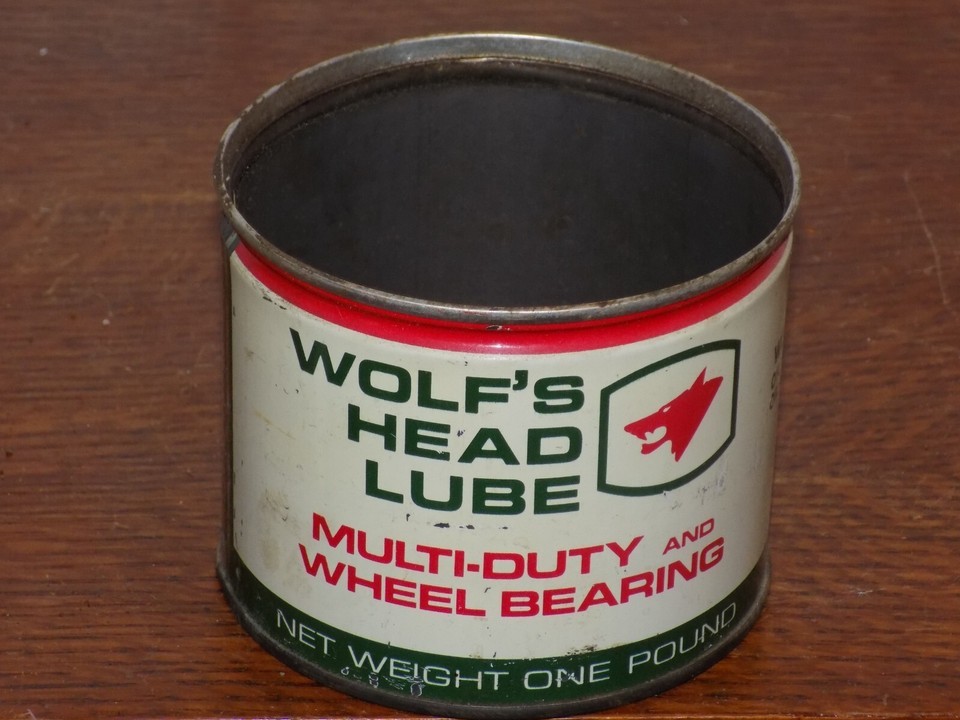 WOLF'S
HEAD
LUBE
MULTI-DUTY AND
WHEEL BEARING
NET WEIGHT ONE POUND